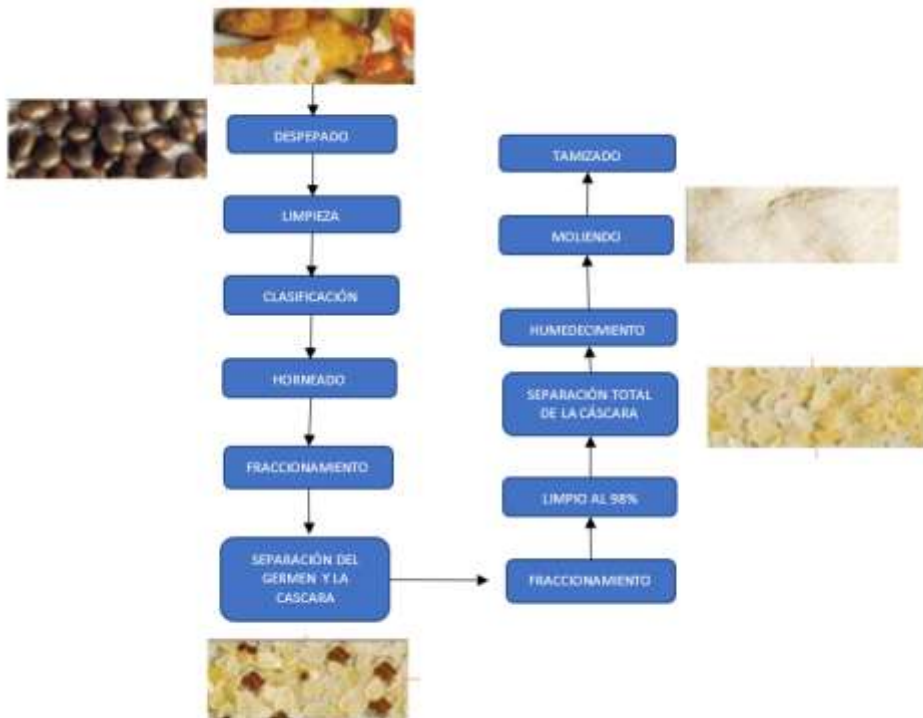 DESPEPADO
LIMPIEZA
CLASIFICACIÓN
HORNEADO
FRACCIONAMIENTO
SEPARACIÓN DEL
GERMEN Y LA
CASCARA
FRACCIONAMIENTO
LIMPIO AL 98%
SEPARACIÓN TOTAL
DE LA CÁSCARA
HUMEDECIMIENTO
MOLIENDO
TAMIZADO